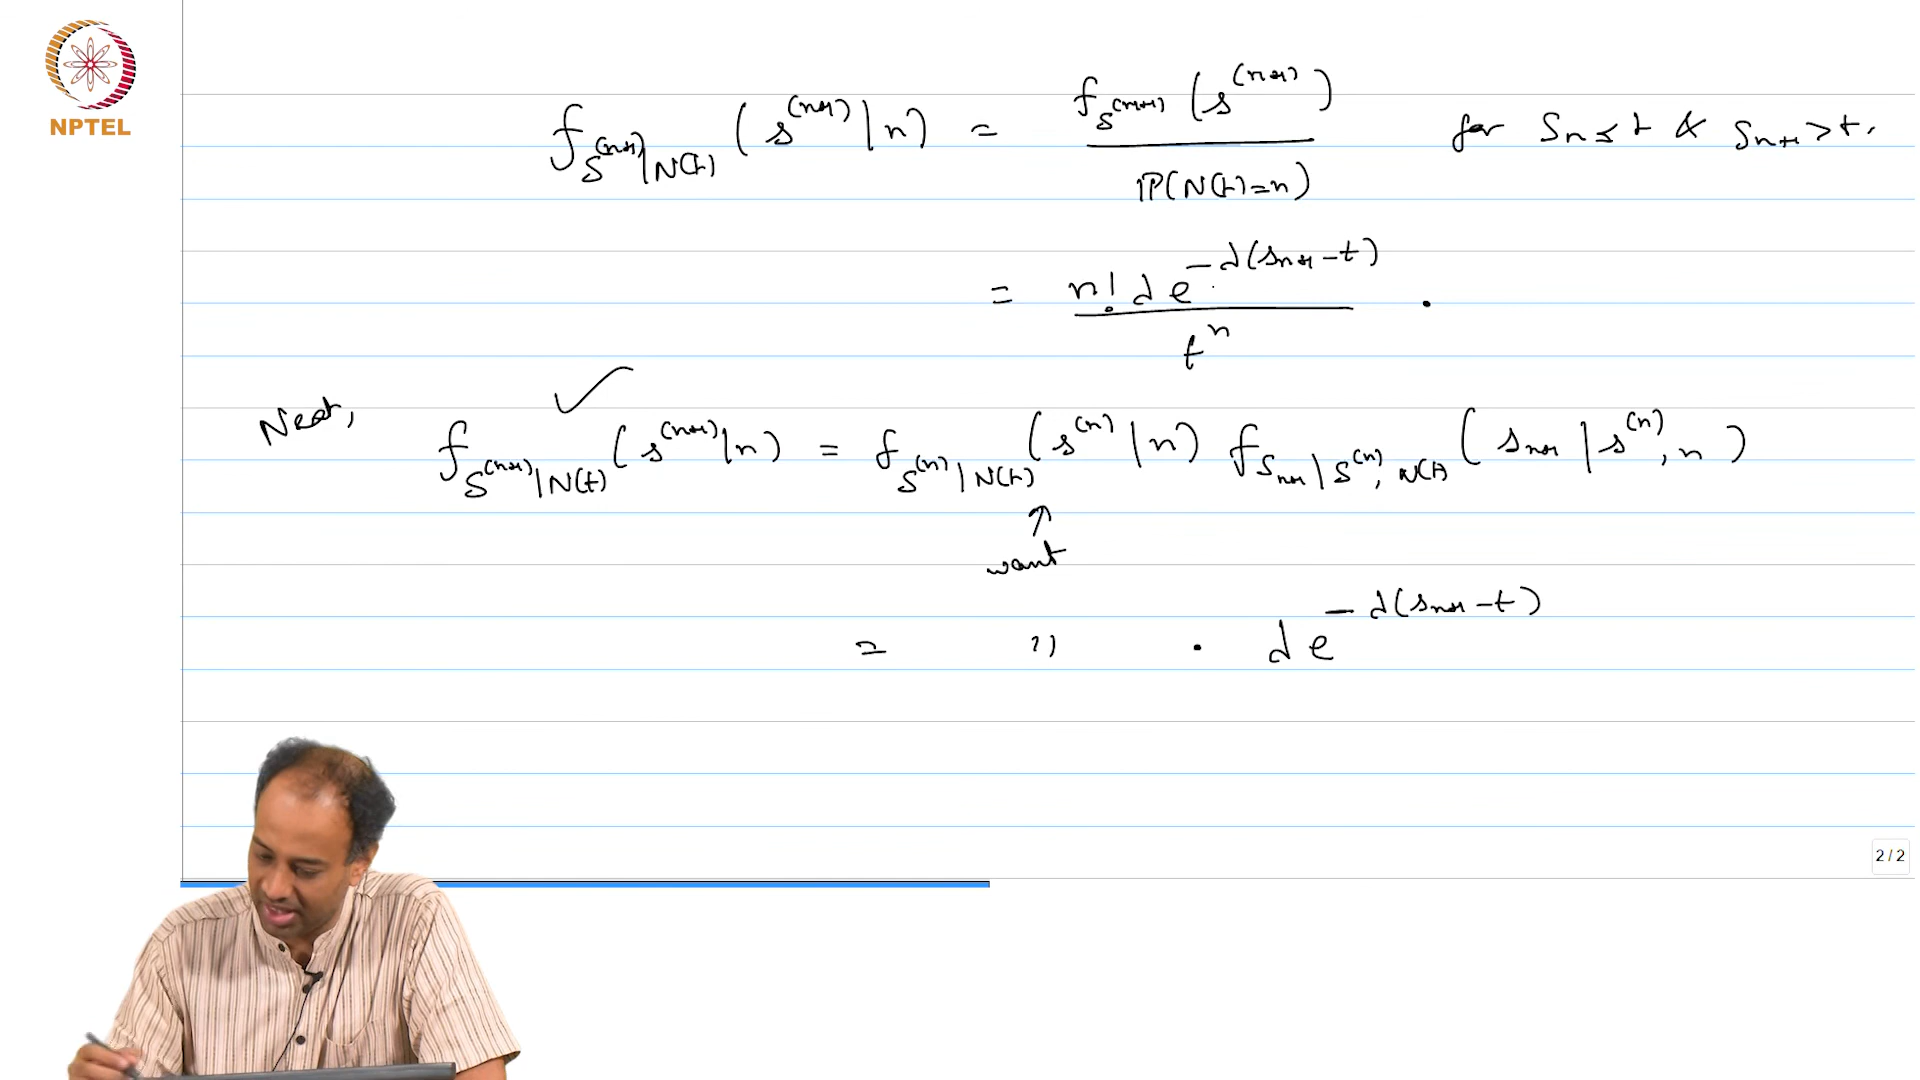 NPTEL
f_{S^{(n+1)}|N(t)} (s^{(n+1)}|n) = f_{S^{(n+1)}} (s^{(n+1)}) / ℙ(N(t)=n) for S_n ≤ t & S_{n+1} > t.
= n! λ e^{-λ(s_{n+1}-t)} / t^n .
Next, ✓
f_{S^{(n+1)}|N(t)} (s^{(n+1)}|n) = f_{S^{(n)}|N(t)} (s^{(n)}|n) f_{S_{n+1}|S^{(n)}, N(t)} (s_{n+1}|s^{(n)}, n)
↑
want
= " · λ e^{-λ(s_{n+1}-t)}
2 / 2